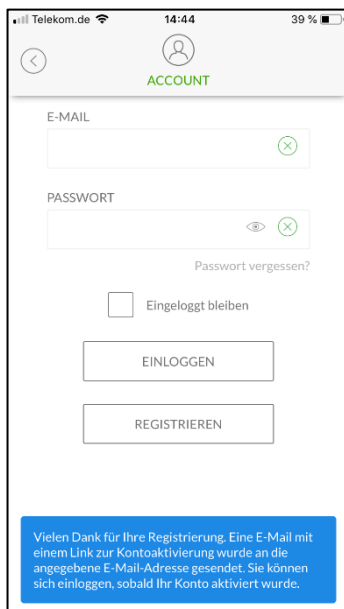 Telekom.de 14:44 39 %
ACCOUNT
E-MAIL
PASSWORT
Passwort vergessen?
Eingeloggt bleiben
EINLOGGEN
REGISTRIEREN
Vielen Dank für Ihre Registrierung. Eine E-Mail mit
einem Link zur Kontoaktivierung wurde an die
angegebene E-Mail-Adresse gesendet. Sie können
sich einloggen, sobald Ihr Konto aktiviert wurde.